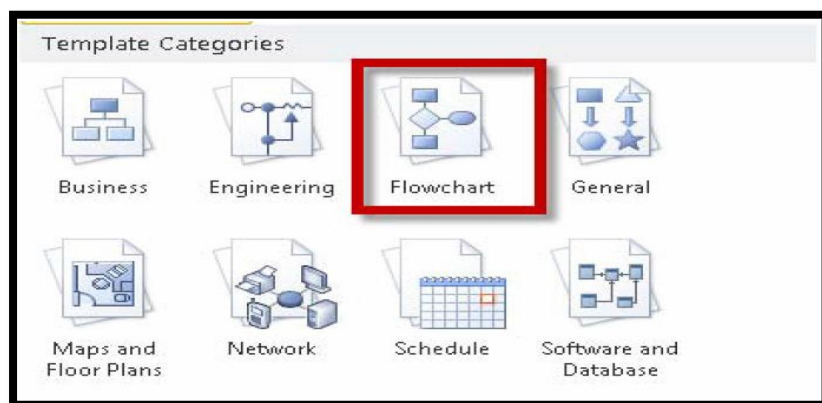 Template Categories
Business Engineering Flowchart General
Maps and Floor Plans Network Schedule Software and Database